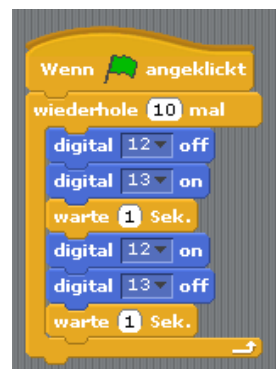 Wenn angeklickt
wiederhole 10 mal
digital 12 off
digital 13 on
warte 1 Sek.
digital 12 on
digital 13 off
warte 1 Sek.